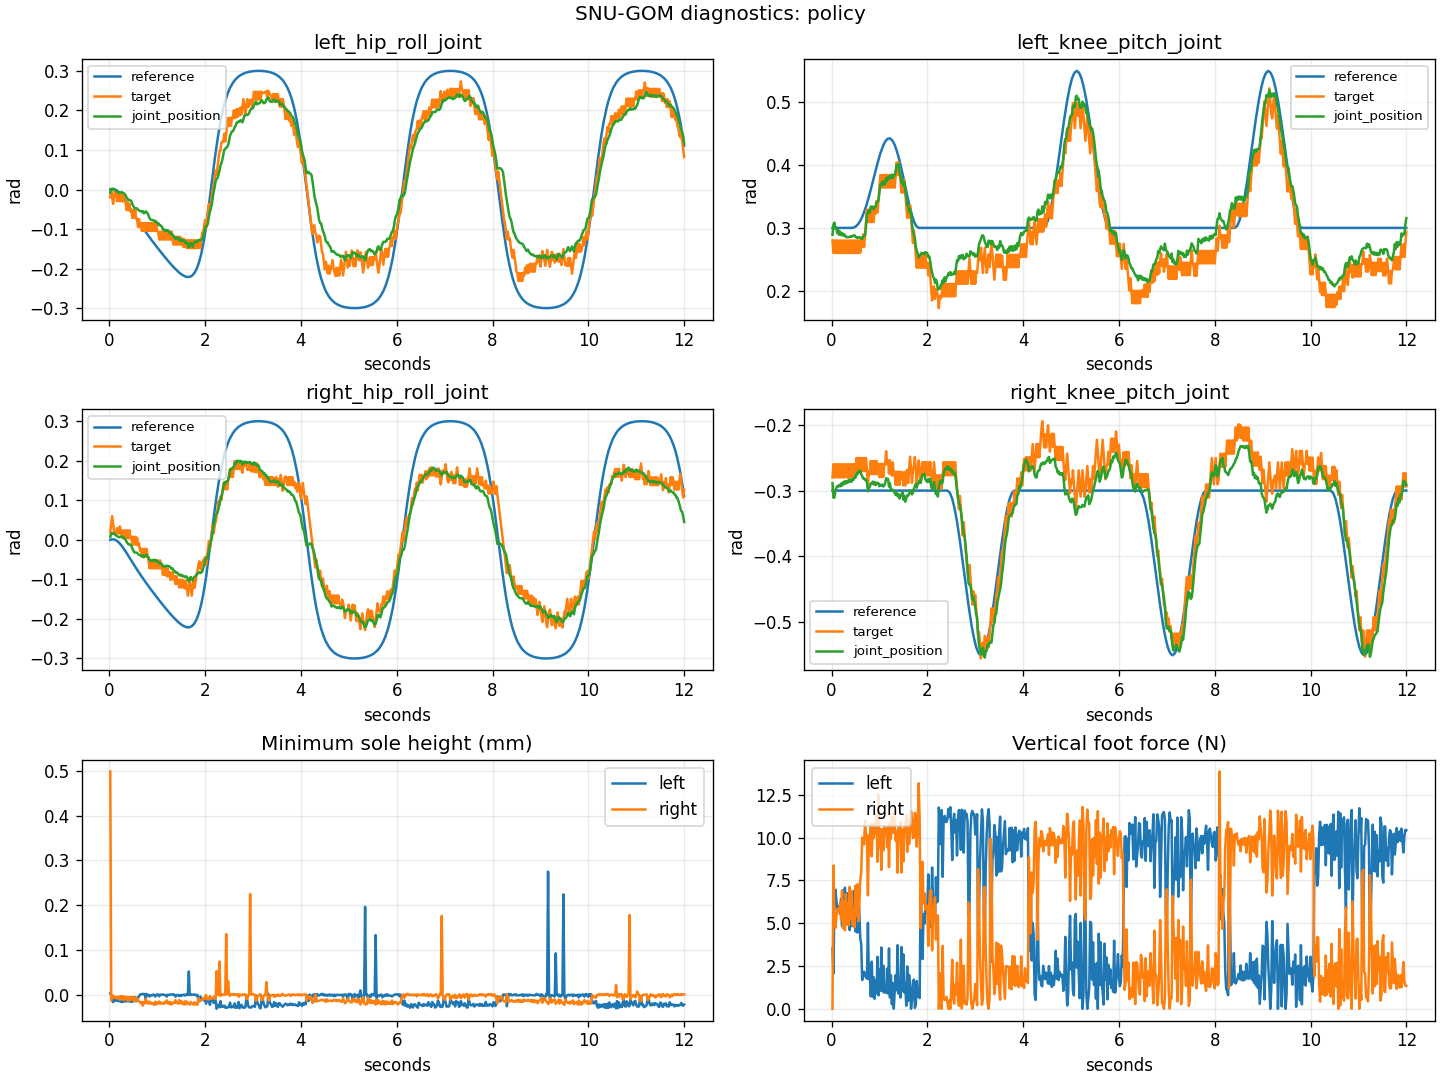 SNU-GOM diagnostics: policy
left_hip_roll_joint
rad
0.3
0.2
0.1
0.0
−0.1
−0.2
−0.3
reference
target
joint_position
0 2 4 6 8 10 12
seconds
left_knee_pitch_joint
rad
0.5
0.4
0.3
0.2
reference
target
joint_position
0 2 4 6 8 10 12
seconds
right_hip_roll_joint
rad
0.3
0.2
0.1
0.0
−0.1
−0.2
−0.3
reference
target
joint_position
0 2 4 6 8 10 12
seconds
right_knee_pitch_joint
rad
−0.2
−0.3
−0.4
−0.5
reference
target
joint_position
0 2 4 6 8 10 12
seconds
Minimum sole height (mm)
0.5
0.4
0.3
0.2
0.1
0.0
left
right
0 2 4 6 8 10 12
seconds
Vertical foot force (N)
12.5
10.0
7.5
5.0
2.5
0.0
left
right
0 2 4 6 8 10 12
seconds